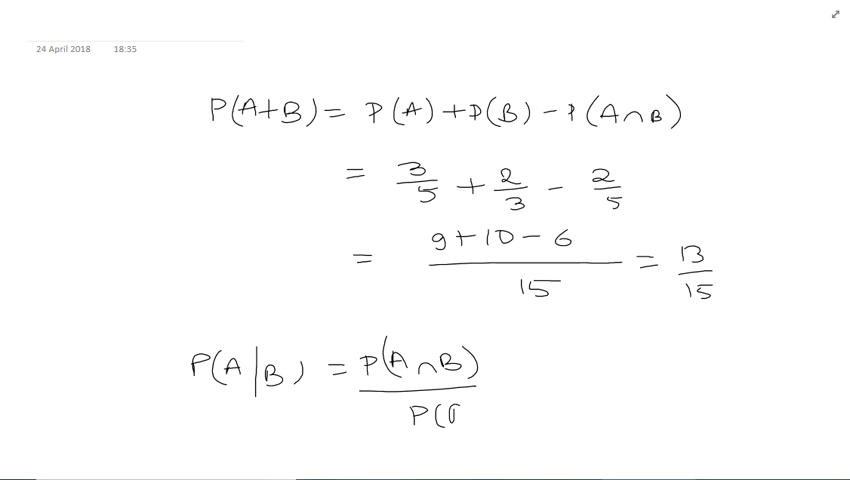 24 April 2018 18:35
P(A+B) = P(A) + P(B) - P(A∩B)
= 3/5 + 2/3 - 2/5
= 9+10-6/15 = 13/15
P(A|B) = P(A∩B)/P(